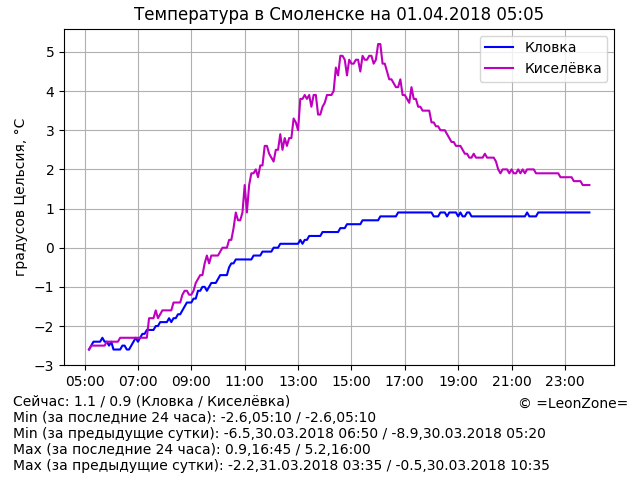 Температура в Смоленске на 01.04.2018 05:05
градусов Цельсия, °C
5
4
3
2
1
0
−1
−2
−3
Кловка
Киселёвка
05:00 07:00 09:00 11:00 13:00 15:00 17:00 19:00 21:00 23:00
Сейчас: 1.1 / 0.9 (Кловка / Киселёвка)
© =LeonZone=
Min (за последние 24 часа): -2.6,05:10 / -2.6,05:10
Min (за предыдущие сутки): -6.5,30.03.2018 06:50 / -8.9,30.03.2018 05:20
Max (за последние 24 часа): 0.9,16:45 / 5.2,16:00
Max (за предыдущие сутки): -2.2,31.03.2018 03:35 / -0.5,30.03.2018 10:35